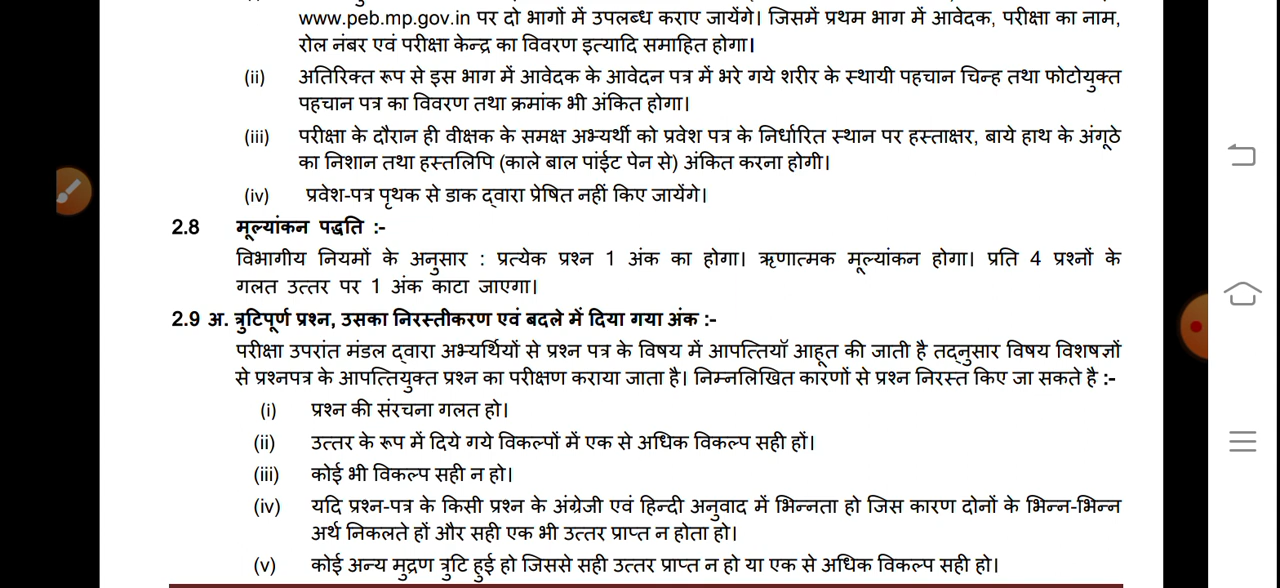 www.peb.mp.gov.in पर दो भागों में उपलब्ध कराए जायेंगे। जिसमें प्रथम भाग में आवेदक, परीक्षा का नाम,
रोल नंबर एवं परीक्षा केन्द्र का विवरण इत्यादि समाहित होगा।
(ii) अतिरिक्त रूप से इस भाग में आवेदक के आवेदन पत्र में भरे गये शरीर के स्थायी पहचान चिन्ह तथा फोटोयुक्त
पहचान पत्र का विवरण तथा क्रमांक भी अंकित होगा।
(iii) परीक्षा के दौरान ही वीक्षक के समक्ष अभ्यर्थी को प्रवेश पत्र के निर्धारित स्थान पर हस्ताक्षर, बाये हाथ के अंगूठे
का निशान तथा हस्तलिपि (काले बाल पांईट पेन से) अंकित करना होगी।
(iv) प्रवेश-पत्र पृथक से डाक द्वारा प्रेषित नहीं किए जायेंगे।
2.8 मूल्यांकन पद्धति :-
विभागीय नियमों के अनुसार : प्रत्येक प्रश्न 1 अंक का होगा। ऋणात्मक मूल्यांकन होगा। प्रति 4 प्रश्नों के
गलत उत्तर पर 1 अंक काटा जाएगा।
2.9 अ. त्रुटिपूर्ण प्रश्न, उसका निरस्तीकरण एवं बदले में दिया गया अंक :-
परीक्षा उपरांत मंडल द्वारा अभ्यर्थियों से प्रश्न पत्र के विषय में आपत्तियॉ आहूत की जाती है तद्नुसार विषय विशषज्ञों
से प्रश्नपत्र के आपत्तियुक्त प्रश्न का परीक्षण कराया जाता है। निम्नलिखित कारणों से प्रश्न निरस्त किए जा सकते है :-
(i) प्रश्न की संरचना गलत हो।
(ii) उत्तर के रूप में दिये गये विकल्पों में एक से अधिक विकल्प सही हों।
(iii) कोई भी विकल्प सही न हो।
(iv) यदि प्रश्न-पत्र के किसी प्रश्न के अंग्रेजी एवं हिन्दी अनुवाद में भिन्नता हो जिस कारण दोनों के भिन्न-भिन्न
अर्थ निकलते हों और सही एक भी उत्तर प्राप्त न होता हो।
(v) कोई अन्य मुद्रण त्रुटि हुई हो जिससे सही उत्तर प्राप्त न हो या एक से अधिक विकल्प सही हो।